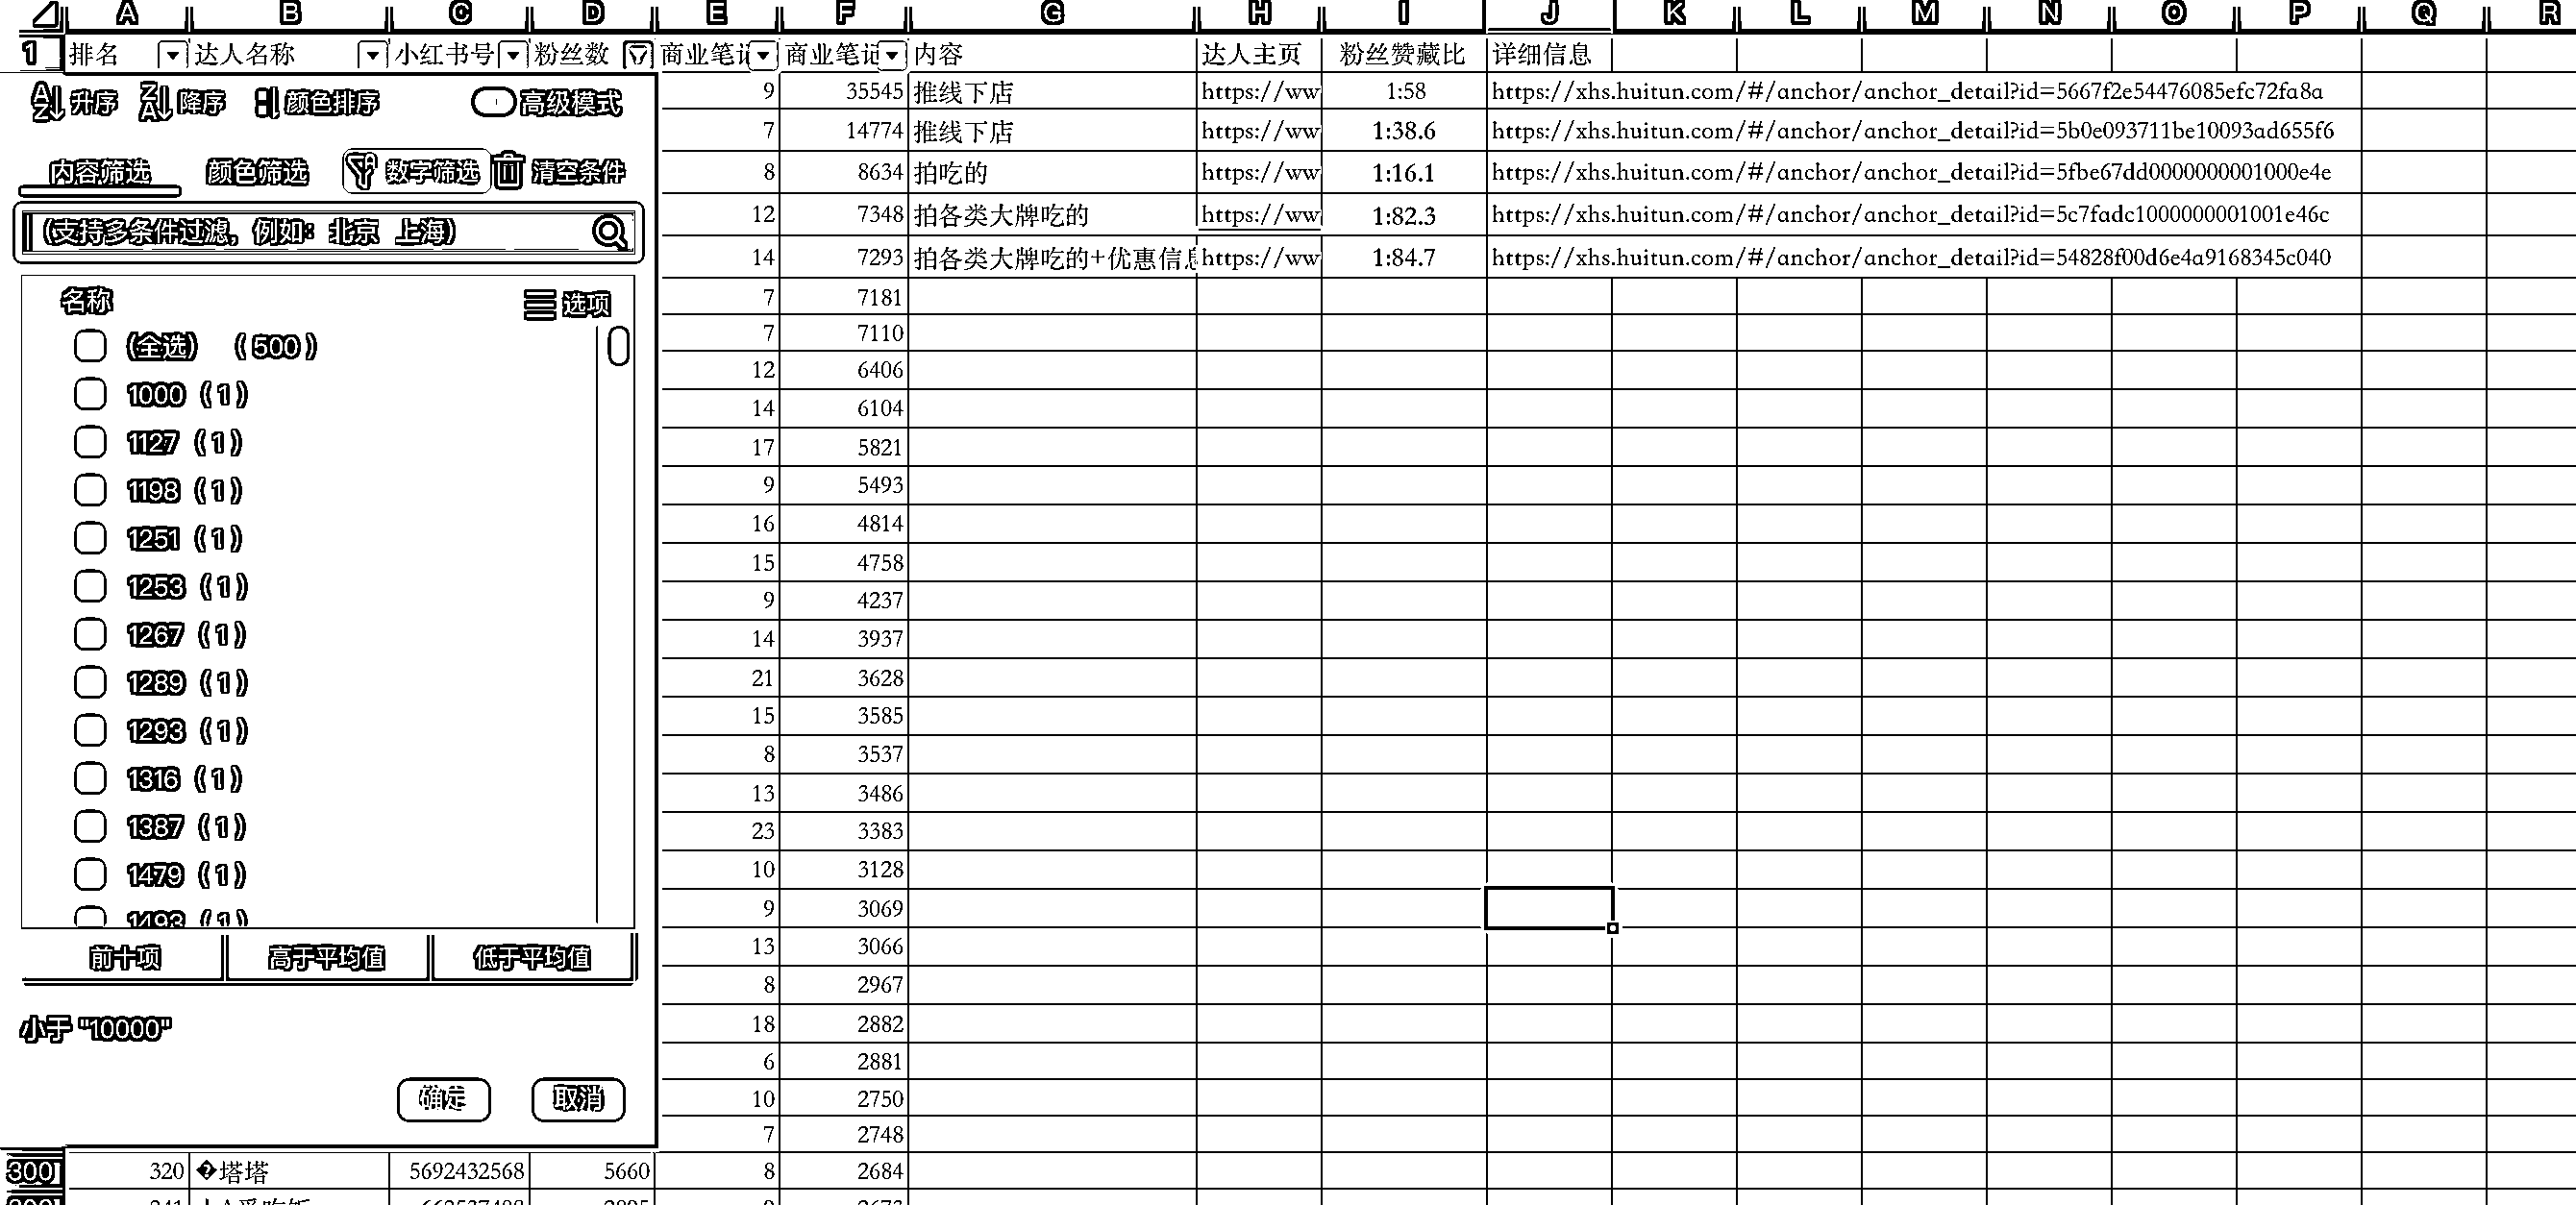 A B C D E F G H I J K L M N O P Q R
1 排名 达人名称 小红书号 粉丝数 商业笔记 商业笔记 内容 达人主页 粉丝赞藏比 详细信息
升序 降序 颜色排序 高级模式
内容筛选 颜色筛选 数字筛选 清空条件
(支持多条件过滤，例如：北京 上海)
名称 选项
(全选) (500)
1000 (1)
1127 (1)
1198 (1)
1251 (1)
1253 (1)
1267 (1)
1289 (1)
1293 (1)
1316 (1)
1387 (1)
1479 (1)
1493 (1)
前十项 高于平均值 低于平均值
小于 "10000"
确定 取消
9 35545 推线下店 https://ww 1:58 https://xhs.huitun.com/#/anchor/anchor_detail?id=5667f2e54476085efc72fa8a
7 14774 推线下店 https://ww 1:38.6 https://xhs.huitun.com/#/anchor/anchor_detail?id=5b0e093711be10093ad655f6
8 8634 拍吃的 https://ww 1:16.1 https://xhs.huitun.com/#/anchor/anchor_detail?id=5fbe67dd0000000001000e4e
12 7348 拍各类大牌吃的 https://ww 1:82.3 https://xhs.huitun.com/#/anchor/anchor_detail?id=5c7fadc1000000001001e46c
14 7293 拍各类大牌吃的+优惠信息 https://ww 1:84.7 https://xhs.huitun.com/#/anchor/anchor_detail?id=54828f00d6e4a9168345c040
7 7181
7 7110
12 6406
14 6104
17 5821
9 5493
16 4814
15 4758
9 4237
14 3937
21 3628
15 3585
8 3537
13 3486
23 3383
10 3128
9 3069
13 3066
8 2967
18 2882
6 2881
10 2750
7 2748
300 320 �塔塔 5692432568 5660 8 2684